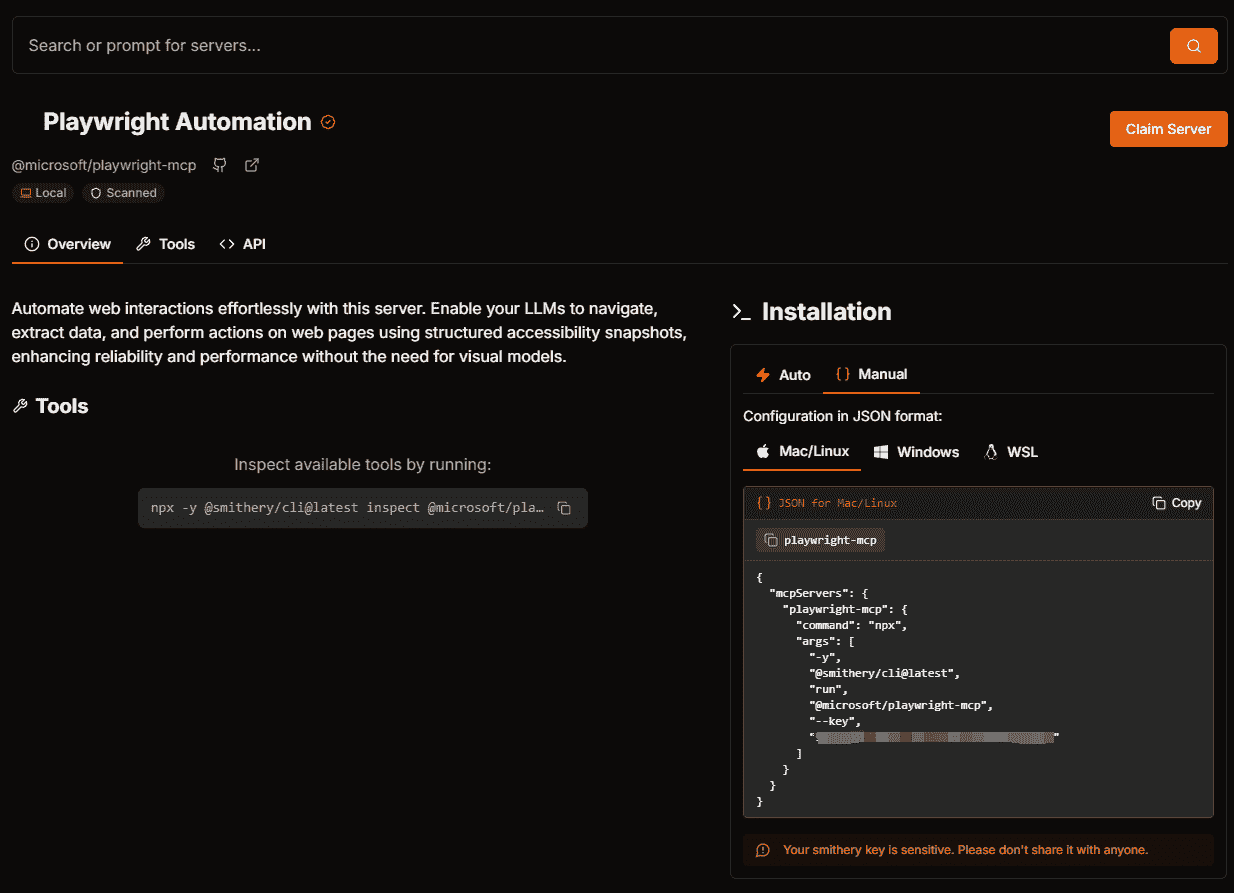 Search or prompt for servers...
Playwright Automation
Claim Server
@microsoft/playwright-mcp
Local
Scanned
Overview
Tools
API
Automate web interactions effortlessly with this server. Enable your LLMs to navigate,
extract data, and perform actions on web pages using structured accessibility snapshots,
enhancing reliability and performance without the need for visual models.
Tools
Inspect available tools by running:
npx -y @smithery/cli@latest inspect @microsoft/pla…
>_ Installation
Auto
{} Manual
Configuration in JSON format:
Mac/Linux
Windows
WSL
{} JSON for Mac/Linux
Copy
playwright-mcp
{
"mcpServers": {
"playwright-mcp": {
"command": "npx",
"args": [
"-y",
"@smithery/cli@latest",
"run",
"@microsoft/playwright-mcp",
"--key",
" "
]
}
}
}
Your smithery key is sensitive. Please don't share it with anyone.